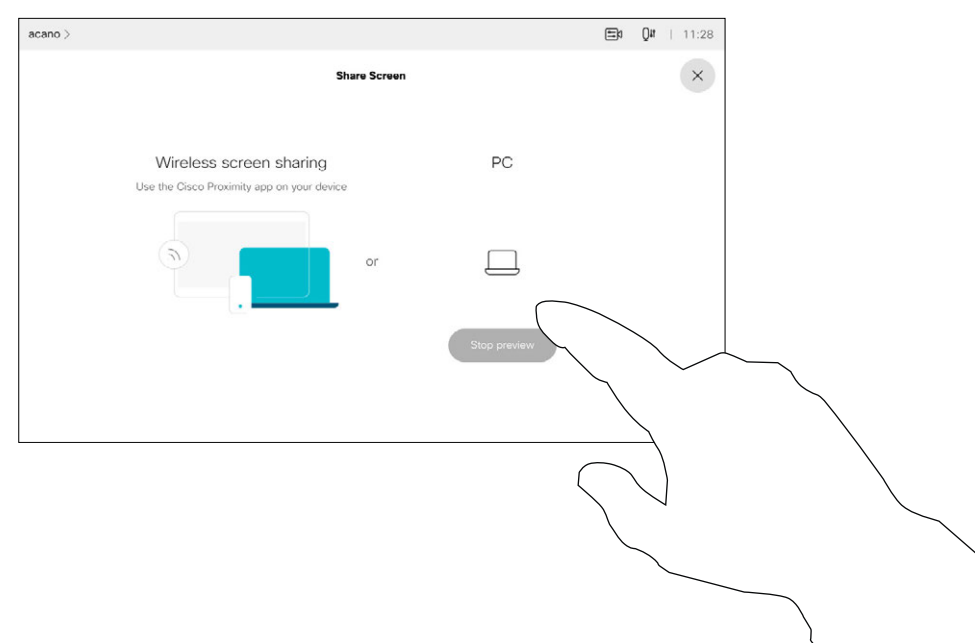 acano > | 11:28
Share Screen
Wireless screen sharing
PC
Use the Cisco Proximity app on your device
or
Stop preview